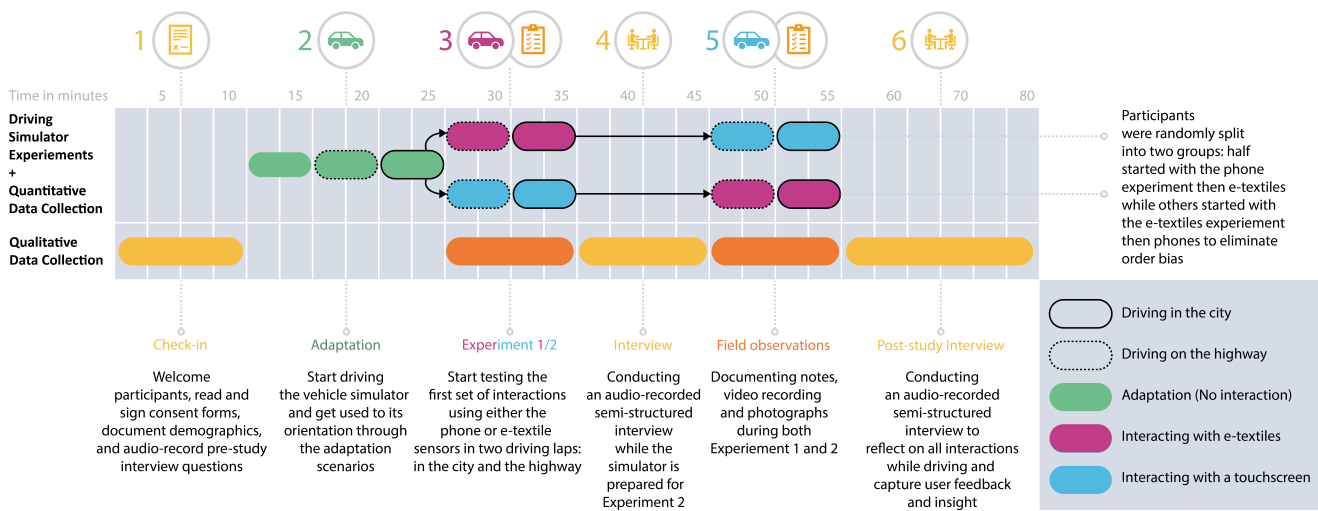 1
2
3
4
5
6
Time in minutes
5
10
15
20
25
30
35
40
45
50
55
60
70
80
Driving
Simulator
Experiements
+
Quantitative
Data Collection
Qualitative
Data Collection
Participants
were randomly split
into two groups: half
started with the phone
experiment then e-textiles
while others started with
the e-textiles experiement
then phones to eliminate
order bias
Check-in
Welcome
participants, read and
sign consent forms,
document demographics,
and audio-record pre-study
interview questions
Adaptation
Start driving
the vehicle simulator
and get used to its
orientation through
the adaptation
scenarios
Experiment 1/2
Start testing the
first set of interactions
using either the
phone or e-textile
sensors in two driving laps:
in the city and the highway
Interview
Conducting
an audio-recorded
semi-structured
interview
while the
simulator is
prepared for
Experiment 2
Field observations
Documenting notes,
video recording
and photographs
during both
Experiement 1 and 2
Post-study Interview
Conducting
an audio-recorded
semi-structured
interview to
reflect on all interactions
while driving and
capture user feedback
and insight
Driving in the city
Driving on the highway
Adaptation (No interaction)
Interacting with e-textiles
Interacting with a touchscreen